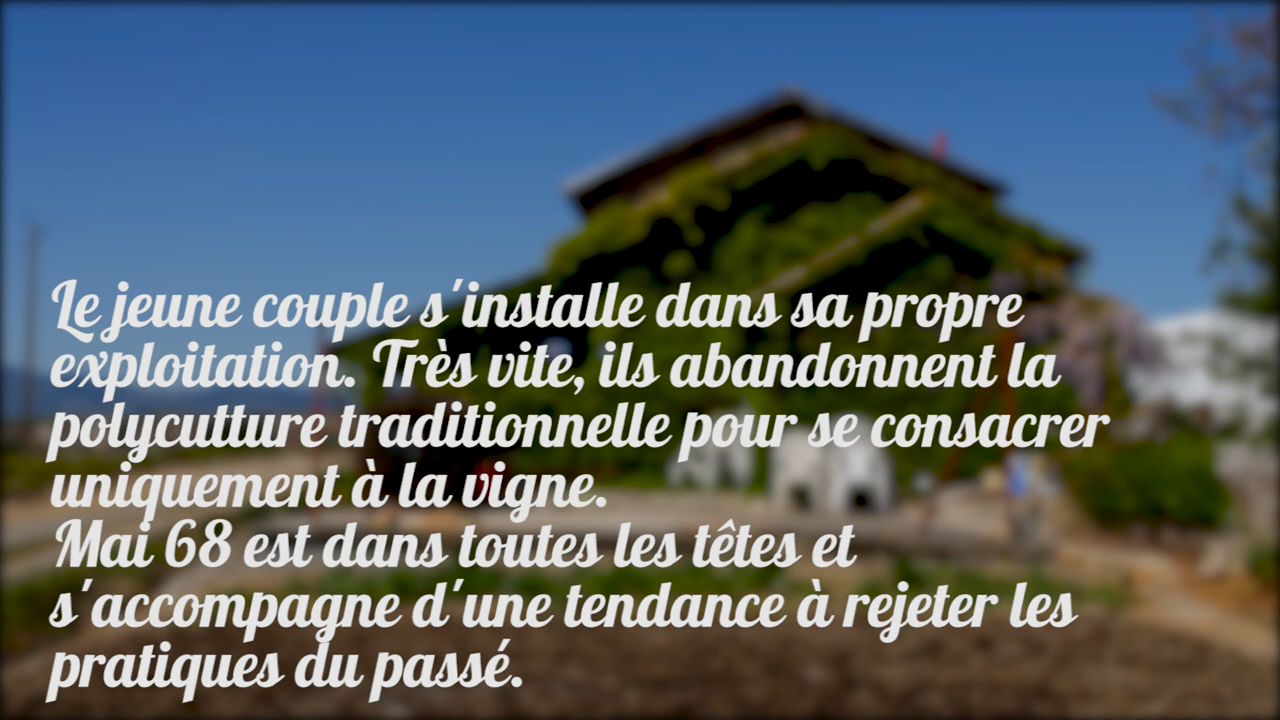 Le jeune couple s'installe dans sa propre
exploitation. Très vite, ils abandonnent la
polycutture traditionnelle pour se consacrer
uniquement à la vigne.
Mai 68 est dans toutes les têtes et
s'accompagne d'une tendance à rejeter les
pratiques du passé.